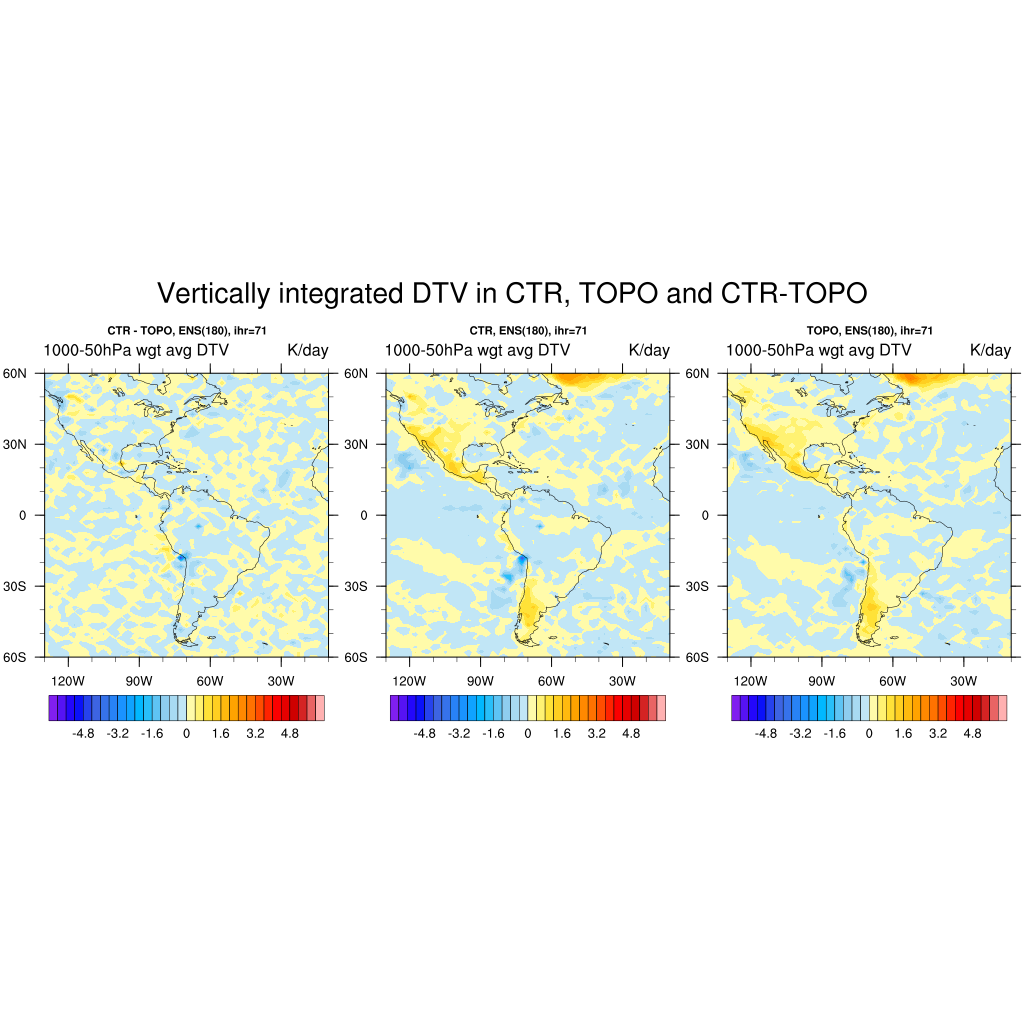 Vertically integrated DTV in CTR, TOPO and CTR-TOPO
CTR - TOPO, ENS(180), ihr=71
1000-50hPa wgt avg DTV K/day
60N
30N
0
30S
60S
120W 90W 60W 30W
-4.8 -3.2 -1.6 0 1.6 3.2 4.8
CTR, ENS(180), ihr=71
1000-50hPa wgt avg DTV K/day
60N
30N
0
30S
60S
120W 90W 60W 30W
-4.8 -3.2 -1.6 0 1.6 3.2 4.8
TOPO, ENS(180), ihr=71
1000-50hPa wgt avg DTV K/day
60N
30N
0
30S
60S
120W 90W 60W 30W
-4.8 -3.2 -1.6 0 1.6 3.2 4.8